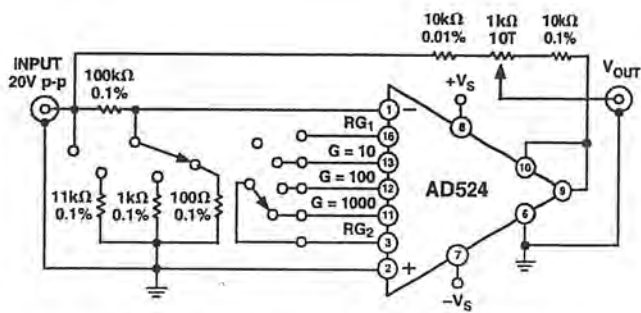 INPUT
20V p-p
100kΩ
0.1%
10kΩ
0.01%
1kΩ
10T
10kΩ
0.1%
VOUT
+VS
1
−
RG1
16
8
G = 10
13
10
G = 100
12
AD524
9
G = 1000
11
6
RG2
3
7
2
+
−VS
11kΩ
0.1%
1kΩ
0.1%
100Ω
0.1%